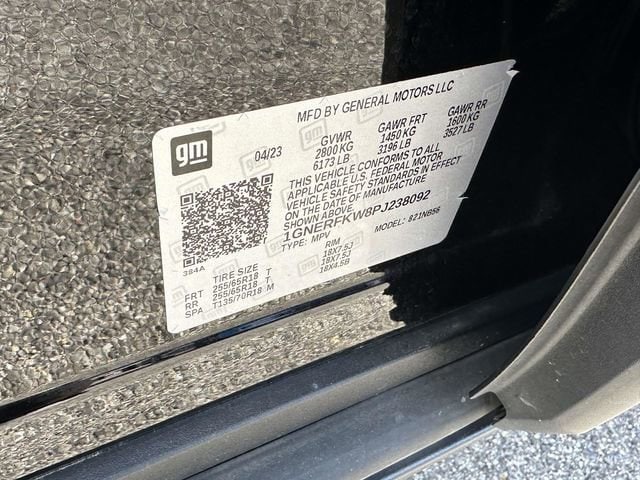 MFD BY GENERAL MOTORS LLC
gm
04/23
GVWR GAWR FRT GAWR RR
2800 KG 1450 KG 1600 KG
6173 LB 3196 LB 3527 LB
THIS VEHICLE CONFORMS TO ALL
APPLICABLE U.S. FEDERAL MOTOR
VEHICLE SAFETY STANDARDS IN EFFECT
ON THE DATE OF MANUFACTURE
SHOWN ABOVE.
1GNERFKW8PJ238092
TYPE: MPV MODEL: 821NB56
384A
TIRE SIZE RIM
FRT 255/65R18 T 18X7.5J
RR 255/65R18 T 18X7.5J
SPA T135/70R18 M 18X4.5B